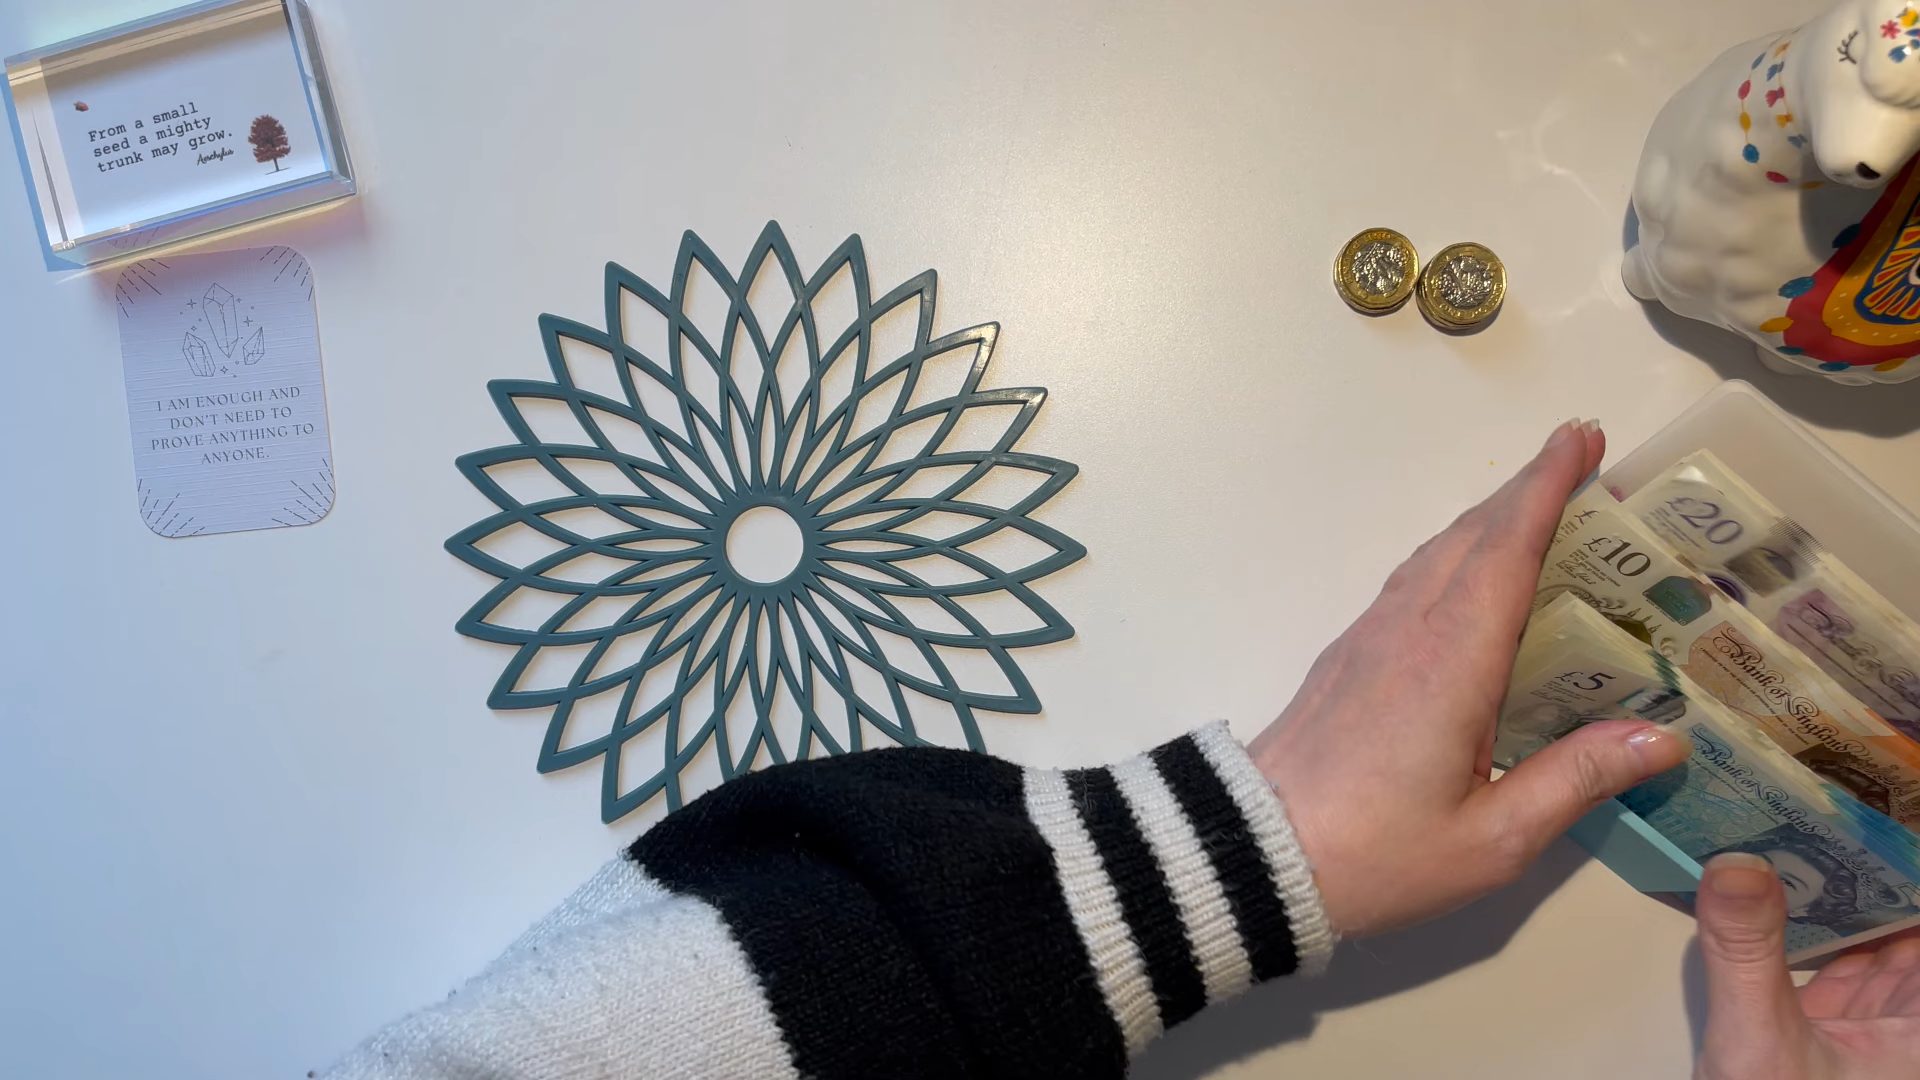 From a small
seed a mighty
trunk may grow.
Aeschylus
I AM ENOUGH AND
DON'T NEED TO
PROVE ANYTHING TO
ANYONE.
£20
£10
Bank of England
£5
Bank of England